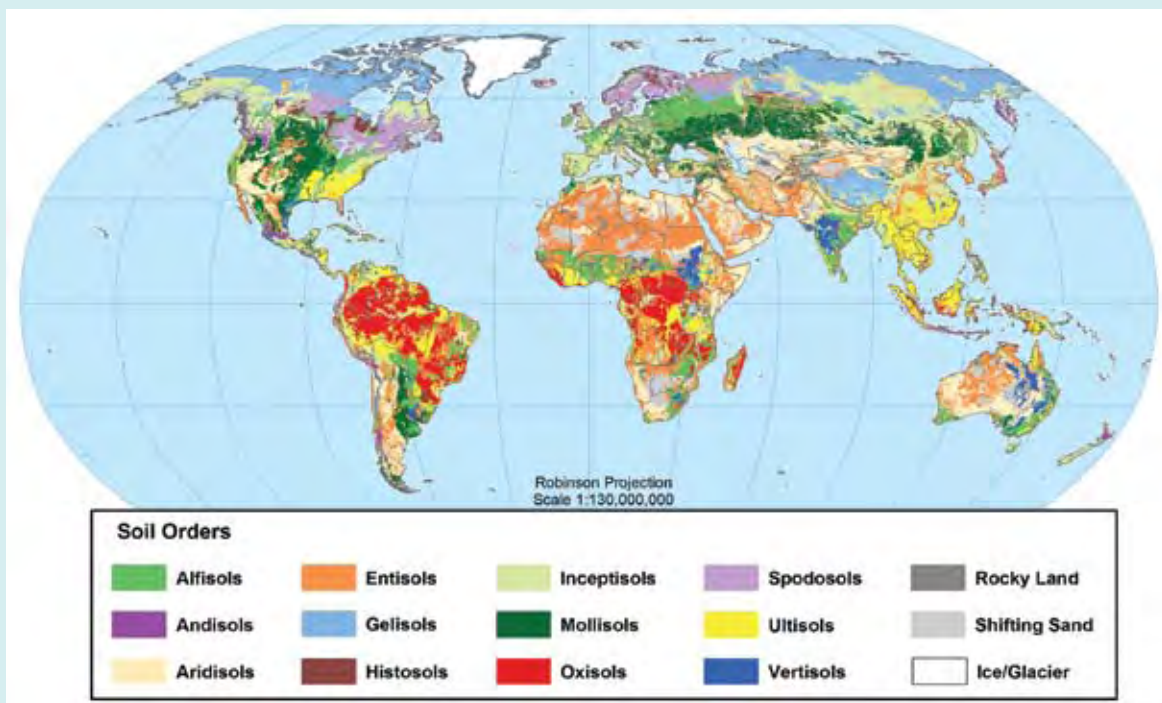 Robinson Projection
Scale 1:130,000,000
Soil Orders
Alfisols Entisols Inceptisols Spodosols Rocky Land
Andisols Gelisols Mollisols Ultisols Shifting Sand
Aridisols Histosols Oxisols Vertisols Ice/Glacier